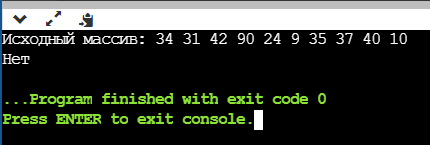 Исходный массив: 34 31 42 90 24 9 35 37 40 10
Нет
...Program finished with exit code 0
Press ENTER to exit console.